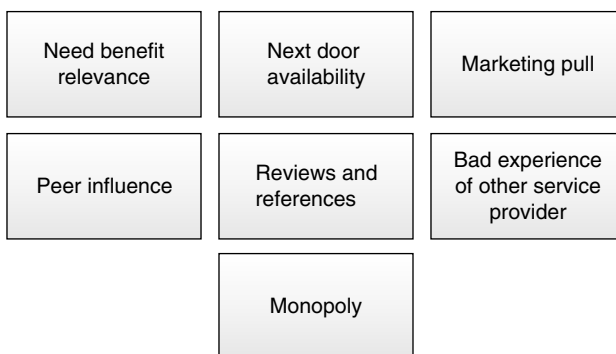 Need benefit
relevance
Next door
availability
Marketing pull
Peer influence
Reviews and
references
Bad experience
of other service
provider
Monopoly